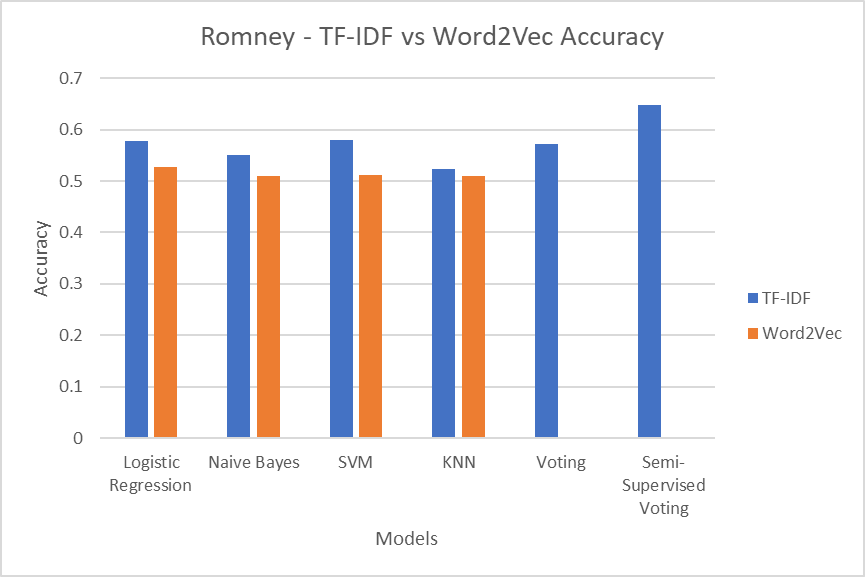 Romney - TF-IDF vs Word2Vec Accuracy
0.7
0.6
0.5
0.4
0.3
0.2
0.1
0
Accuracy
Logistic
Regression
Naive Bayes
SVM
KNN
Voting
Semi-
Supervised
Voting
Models
TF-IDF
Word2Vec